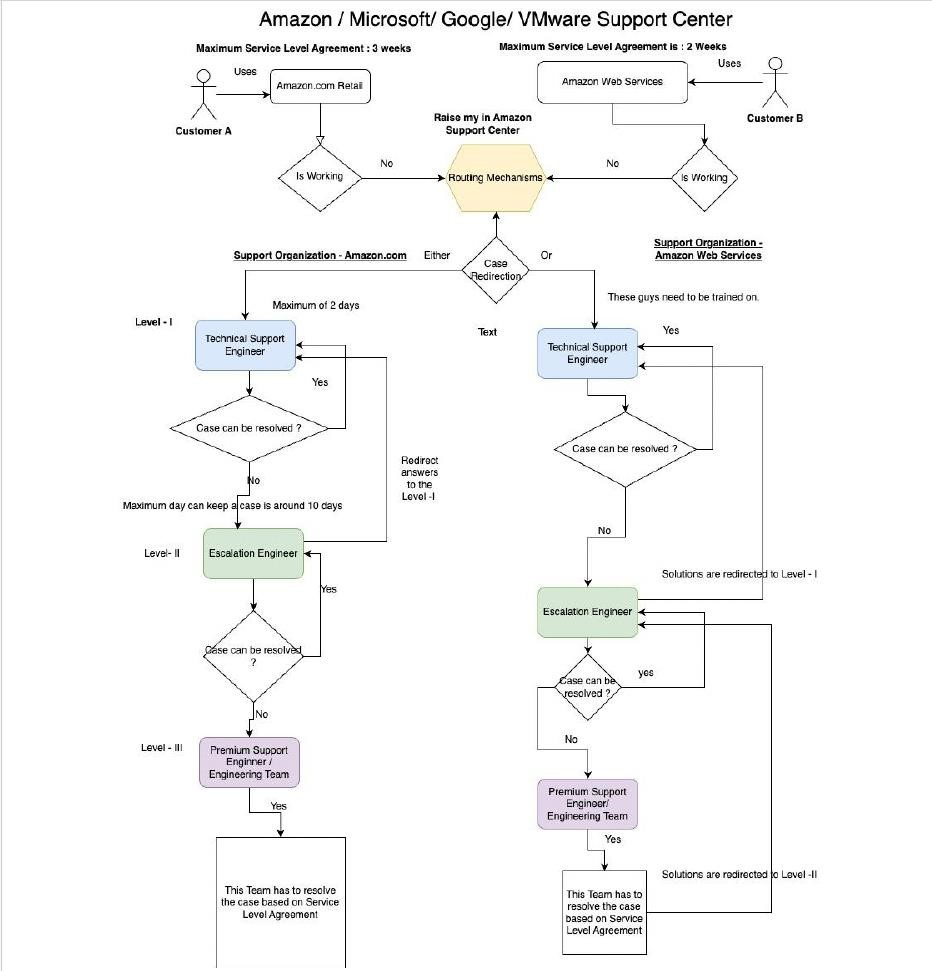 Amazon / Microsoft/ Google/ VMware Support Center
Maximum Service Level Agreement : 3 weeks
Maximum Service Level Agreement is : 2 Weeks
Uses
Amazon.com Retail
Amazon Web Services
Uses
Customer A
Customer B
Raise my in Amazon
Support Center
Is Working
No
Routing Mechanisms
No
Is Working
Support Organization - Amazon.com
Either
Case
Redirection
Or
Support Organization -
Amazon Web Services
Maximum of 2 days
These guys need to be trained on.
Level - I
Technical Support
Engineer
Text
Technical Support
Engineer
Yes
Yes
Case can be resolved ?
Case can be resolved ?
Redirect
answers
to the
Level -I
No
Maximum day can keep a case is around 10 days
No
Level- II
Escalation Engineer
Solutions are redirected to Level - I
Yes
Escalation Engineer
Case can be resolved
?
Case can be
resolved ?
yes
No
No
Level - III
Premium Support
Enginner /
Engineering Team
Premium Support
Engineer/
Engineering Team
Yes
Yes
This Team has to resolve
the case based on Service
Level Agreement
This Team has to
resolve the case
based on Service
Level Agreement
Solutions are redirected to Level -II